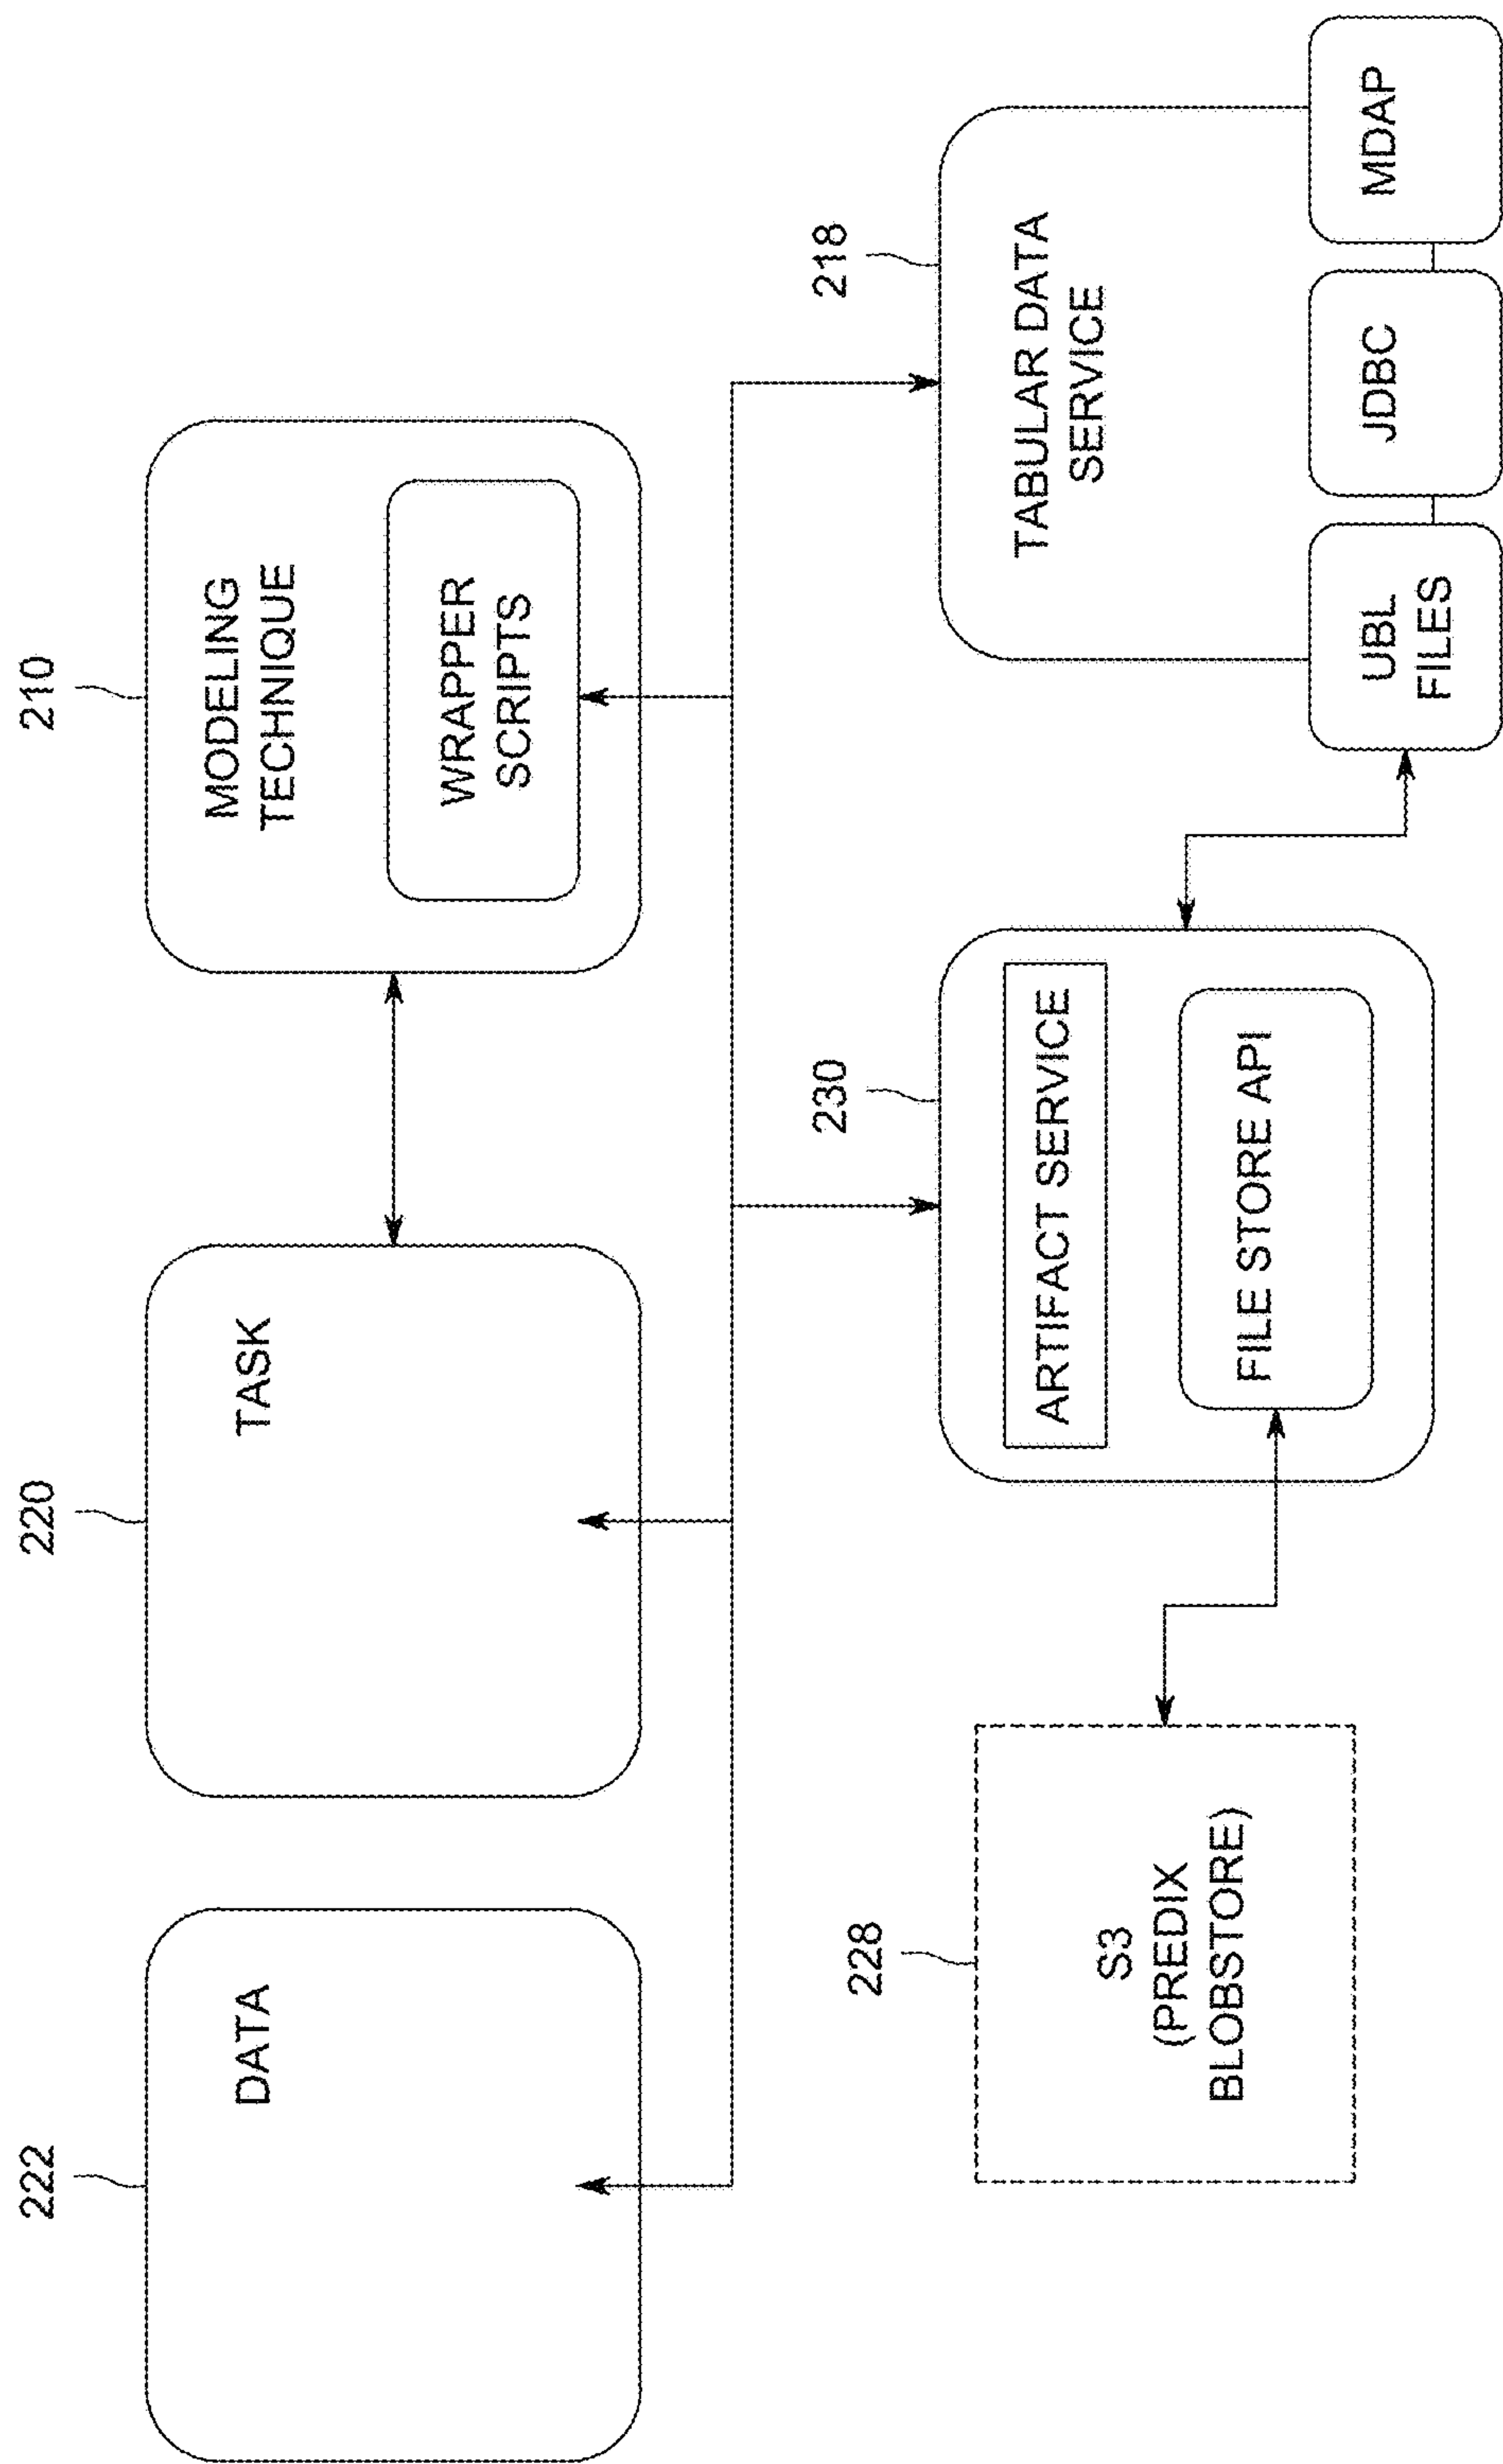 222
DATA
220
TASK
210
MODELING
TECHNIQUE
WRAPPER
SCRIPTS
228
S3
(PREDIX
BLOBSTORE)
230
ARTIFACT SERVICE
FILE STORE API
218
TABULAR DATA
SERVICE
UBL
FILES
JDBC
MDAP